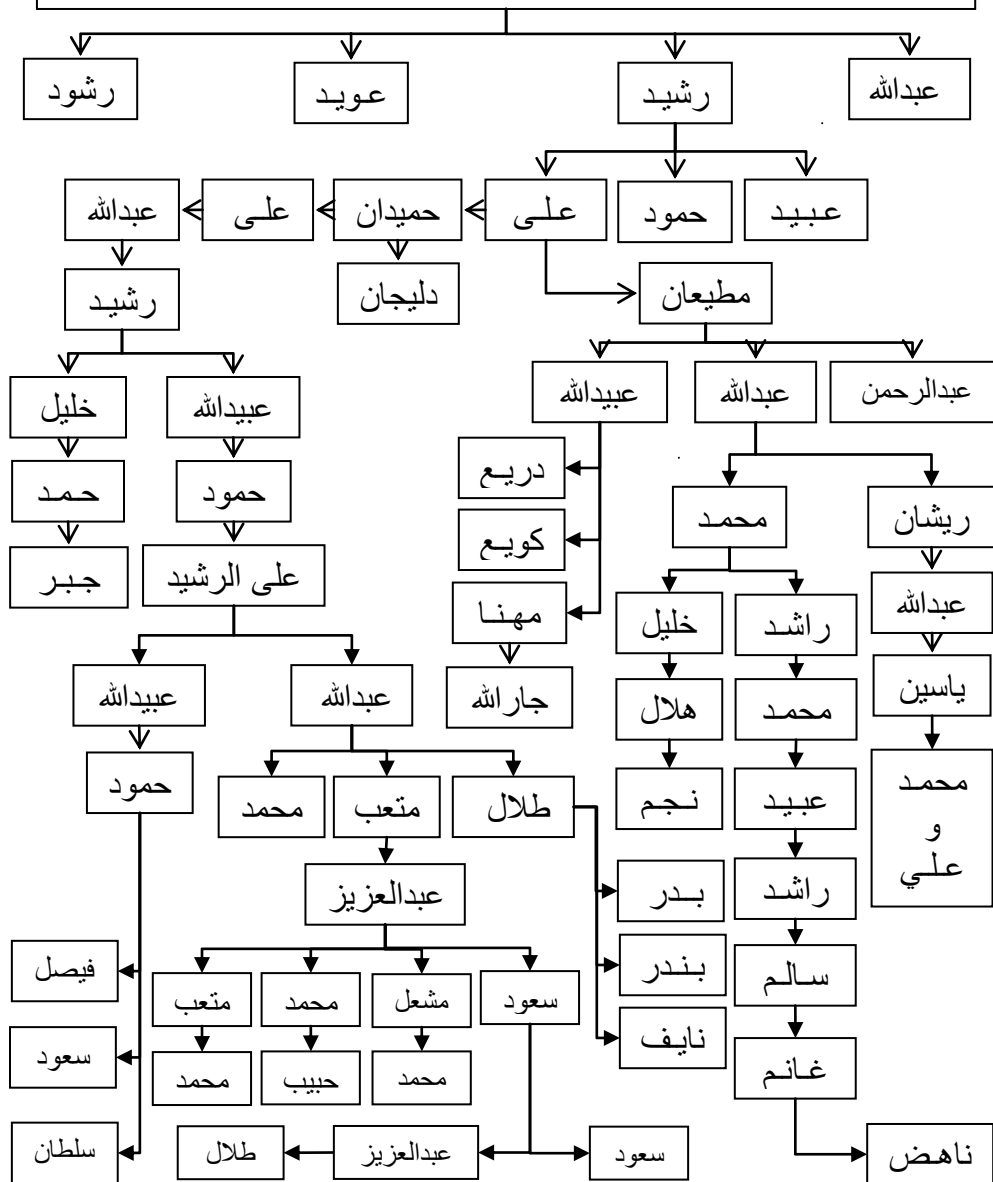 عبدالله
رشيد
عويد
رشود
عبيد
حمود
على
حميدان
على
عبدالله
مطيعان
دليجان
رشيد
عبدالرحمن
عبدالله
عبيدالله
عبيدالله
خليل
دريع
كويع
مهنا
جارالله
ريشان
محمد
حمود
حمد
على الرشيد
جبر
عبدالله
ياسين
محمد
و
علي
راشد
خليل
محمد
هلال
عبيد
نجم
راشد
سالم
غانم
ناهض
عبدالله
عبيدالله
حمود
طلال
متعب
محمد
بدر
بندر
نايف
عبدالعزيز
سعود
مشعل
محمد
متعب
محمد
حبيب
محمد
فيصل
سعود
سلطان
سعود
عبدالعزيز
طلال